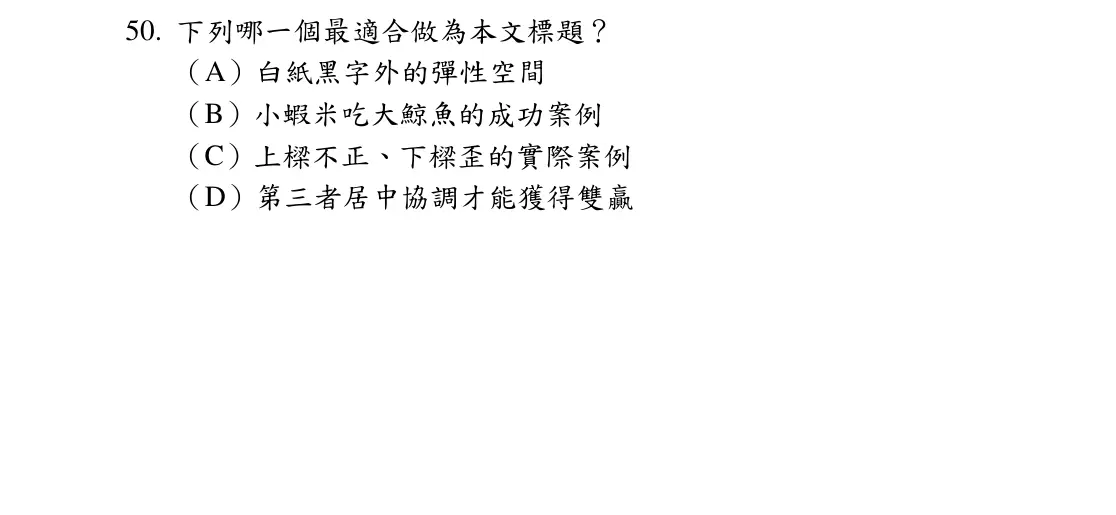 50. 下列哪一個最適合做為本文標題？
（A）白紙黑字外的彈性空間
（B）小蝦米吃大鯨魚的成功案例
（C）上樑不正、下樑歪的實際案例
（D）第三者居中協調才能獲得雙贏